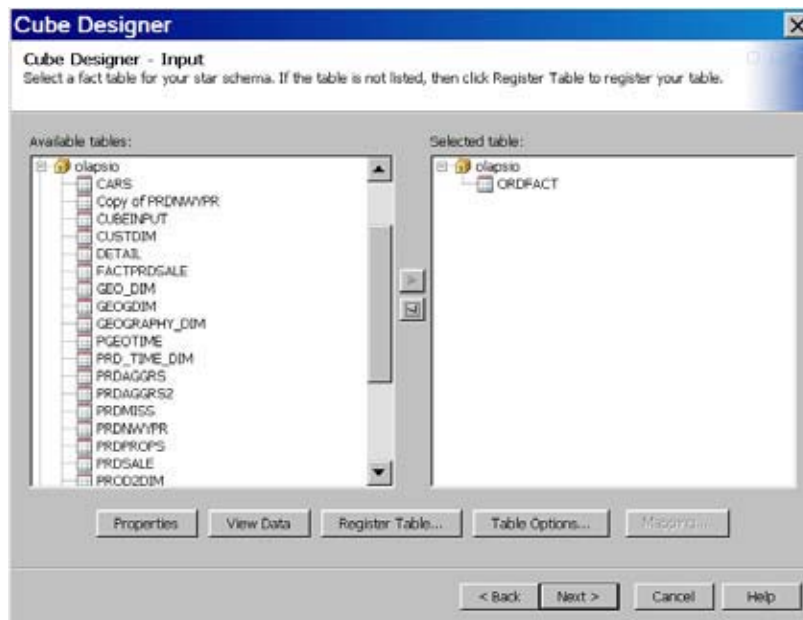 Cube Designer
Cube Designer - Input
Select a fact table for your star schema. If the table is not listed, then click Register Table to register your table.
Available tables:
olapsio
CARS
Copy of PRDNWYPR
CUBEINPUT
CUSTDIM
DETAIL
FACTPRDSALE
GEO_DIM
GEOGDIM
GEOGRAPHY_DIM
PGEOTIME
PRD_TIME_DIM
PRDAGGRS
PRDAGGRS2
PRDMISS
PRDNWYPR
PRDPROPS
PRDSALE
PROD2DIM
Selected table:
olapsio
ORDFACT
Properties View Data Register Table... Table Options... Mapping...
< Back Next > Cancel Help